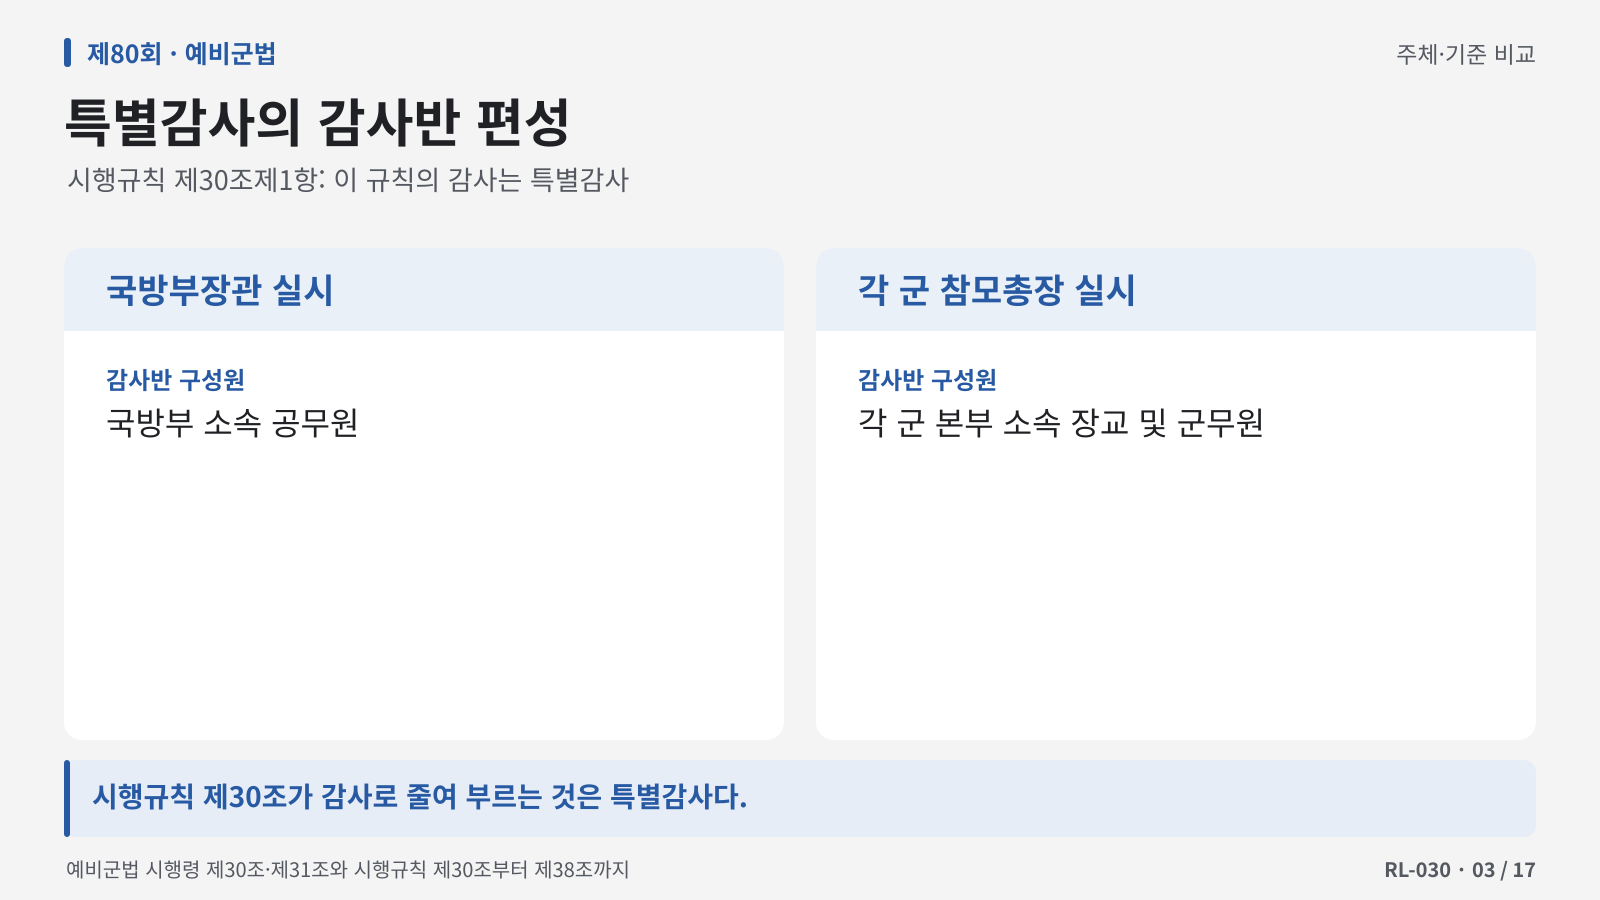 제80회 · 예비군법
주체·기준 비교
특별감사의 감사반 편성
시행규칙 제30조제1항: 이 규칙의 감사는 특별감사
국방부장관 실시
감사반 구성원
국방부 소속 공무원
각 군 참모총장 실시
감사반 구성원
각 군 본부 소속 장교 및 군무원
시행규칙 제30조가 감사로 줄여 부르는 것은 특별감사다.
예비군법 시행령 제30조·제31조와 시행규칙 제30조부터 제38조까지
RL-030 · 03 / 17